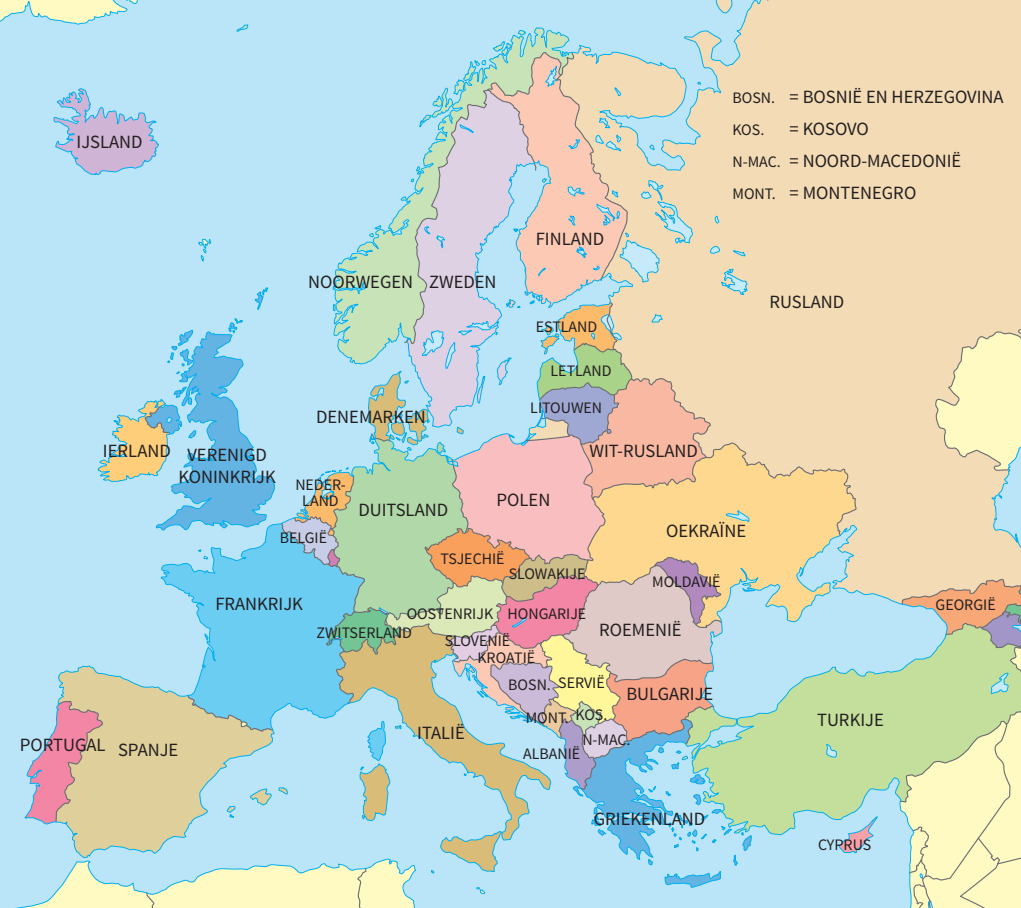 BOSN. = BOSNIË EN HERZEGOVINA
KOS. = KOSOVO
N-MAC. = NOORD-MACEDONIË
MONT. = MONTENEGRO
IJSLAND
FINLAND
NOORWEGEN
ZWEDEN
RUSLAND
ESTLAND
LETLAND
LITOUWEN
DENEMARKEN
IERLAND
VERENIGD
KONINKRIJK
WIT-RUSLAND
NEDER-
LAND
POLEN
DUITSLAND
OEKRAÏNE
BELGIË
TSJECHIË
SLOWAKIJE
MOLDAVIË
FRANKRIJK
OOSTENRIJK
HONGARIJE
GEORGIË
ZWITSERLAND
ROEMENIË
SLOVENIË
KROATIË
BOSN.
SERVIË
BULGARIJE
MONT.
KOS.
TURKIJE
ITALIË
N-MAC.
PORTUGAL
SPANJE
ALBANIË
GRIEKENLAND
CYPRUS